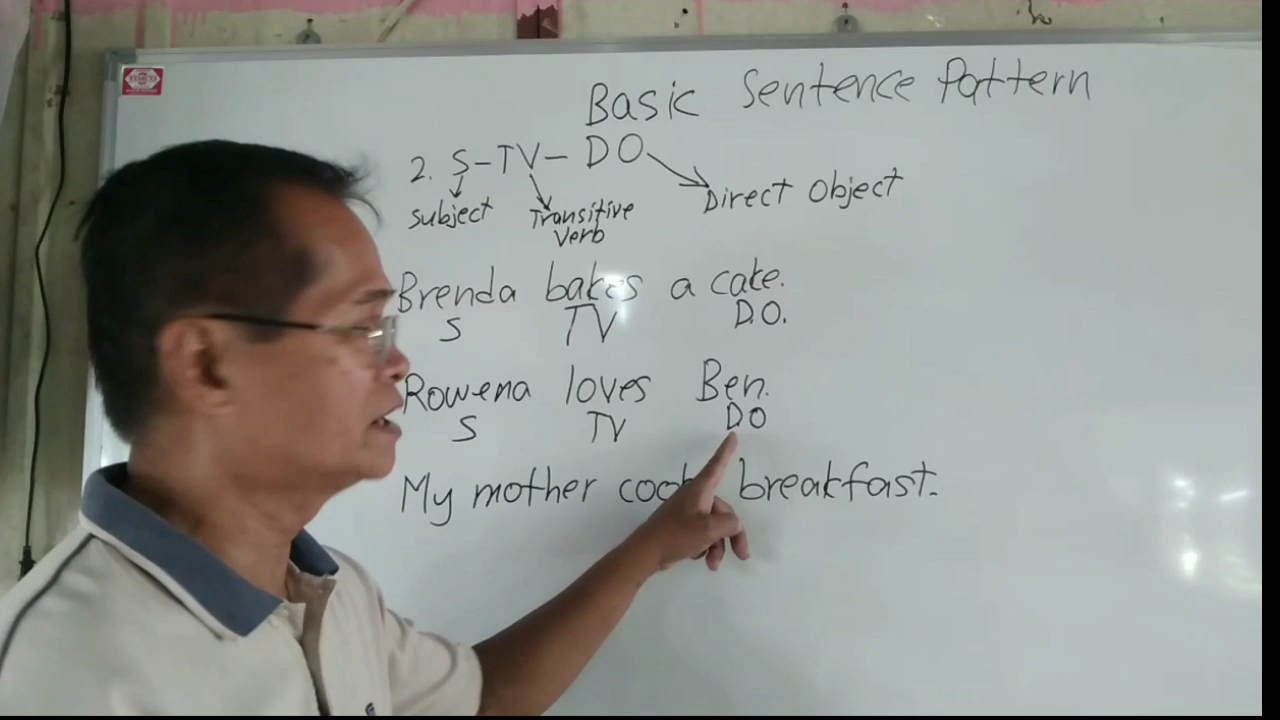 Basic Sentence Pattern
2. S-TV-DO
Subject Transitive Verb Direct Object
Brenda bakes a cake.
S TV D.O.
Rowena loves Ben.
S TV DO
My mother breakfast.